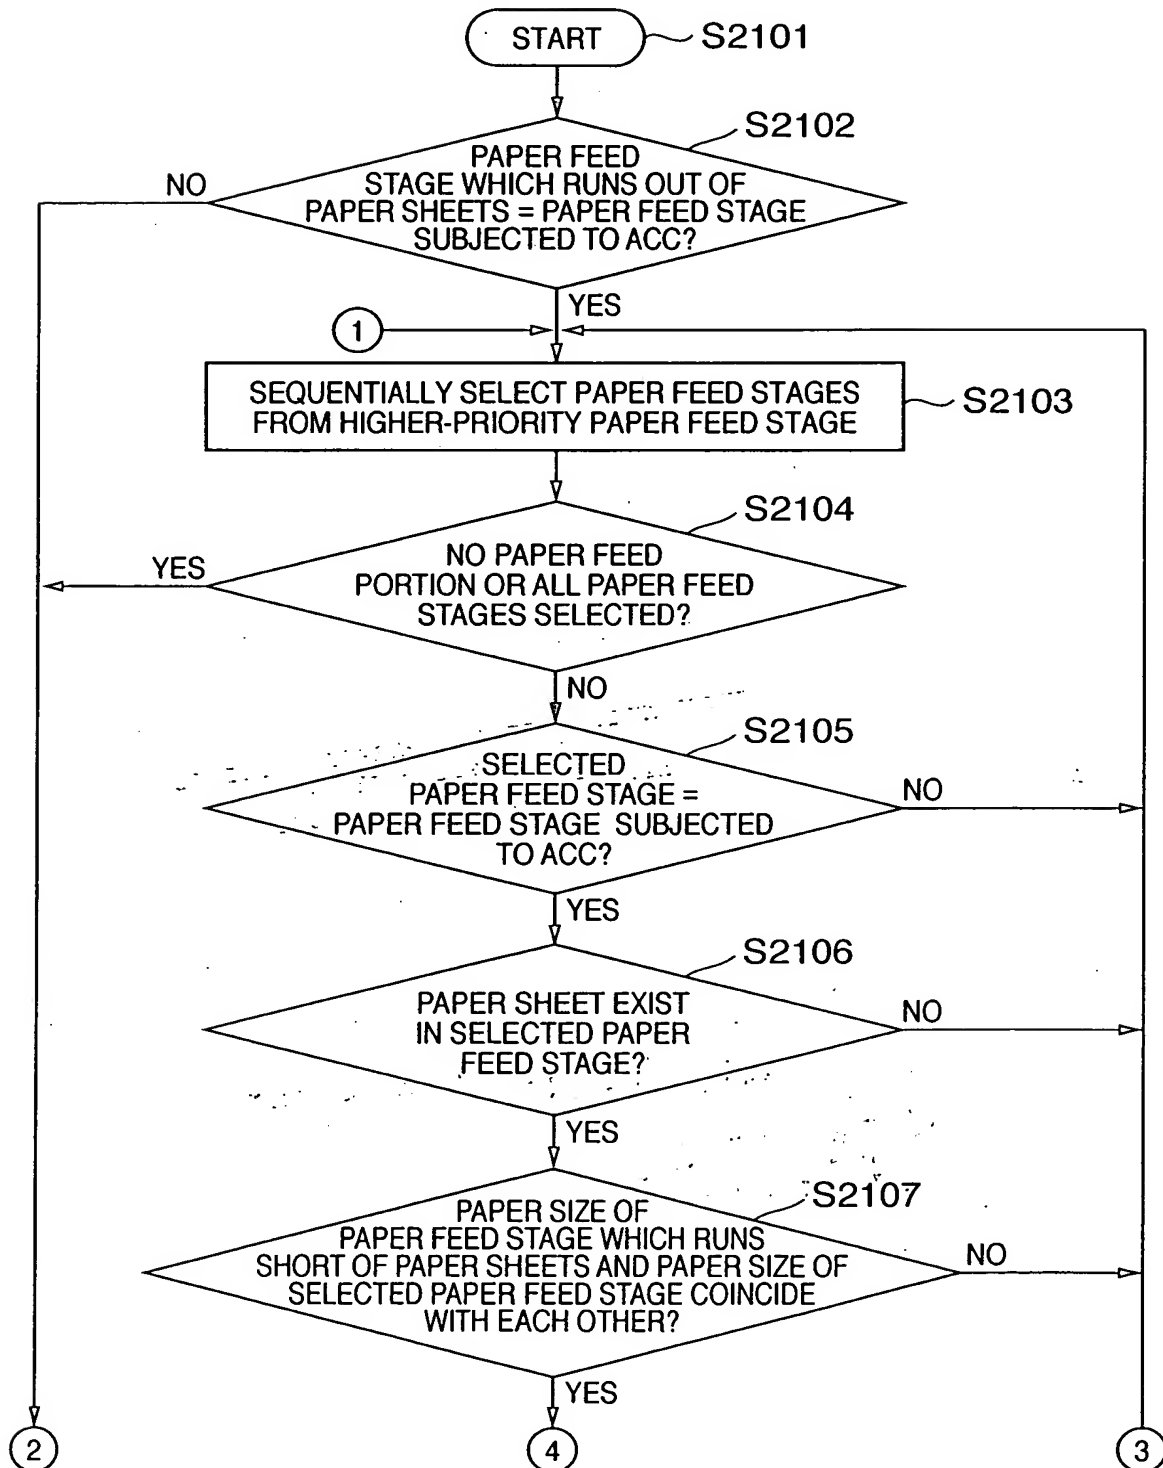 START
S2101
S2102
PAPER FEED
STAGE WHICH RUNS OUT OF
PAPER SHEETS = PAPER FEED STAGE
SUBJECTED TO ACC?
NO
YES
1
SEQUENTIALLY SELECT PAPER FEED STAGES
FROM HIGHER-PRIORITY PAPER FEED STAGE
S2103
S2104
NO PAPER FEED
PORTION OR ALL PAPER FEED
STAGES SELECTED?
YES
NO
S2105
SELECTED
PAPER FEED STAGE =
PAPER FEED STAGE SUBJECTED
TO ACC?
NO
YES
S2106
PAPER SHEET EXIST
IN SELECTED PAPER
FEED STAGE?
NO
YES
S2107
PAPER SIZE OF
PAPER FEED STAGE WHICH RUNS
SHORT OF PAPER SHEETS AND PAPER SIZE OF
SELECTED PAPER FEED STAGE COINCIDE
WITH EACH OTHER?
NO
YES
2
4
3